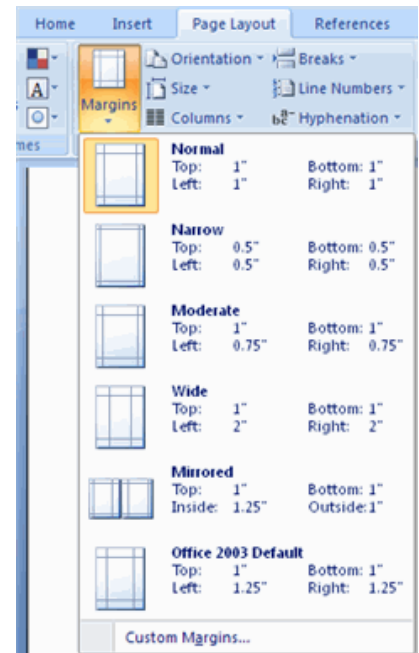 Home Insert Page Layout References
Orientation Breaks
A Size Line Numbers
Margins
Columns Hyphenation
mes
Normal
Top: 1" Bottom: 1"
Left: 1" Right: 1"
Narrow
Top: 0.5" Bottom: 0.5"
Left: 0.5" Right: 0.5"
Moderate
Top: 1" Bottom: 1"
Left: 0.75" Right: 0.75"
Wide
Top: 1" Bottom: 1"
Left: 2" Right: 2"
Mirrored
Top: 1" Bottom: 1"
Inside: 1.25" Outside: 1"
Office 2003 Default
Top: 1" Bottom: 1"
Left: 1.25" Right: 1.25"
Custom Margins...